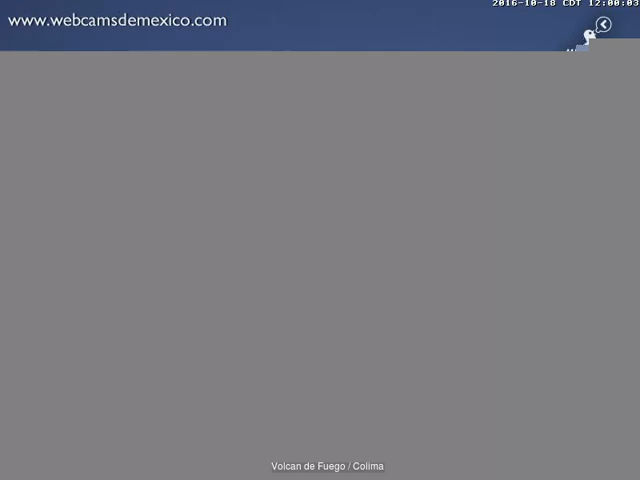 2016-10-18 CDT 12:00:03
www.webcamsdemexico.com
Volcan de Fuego / Colima